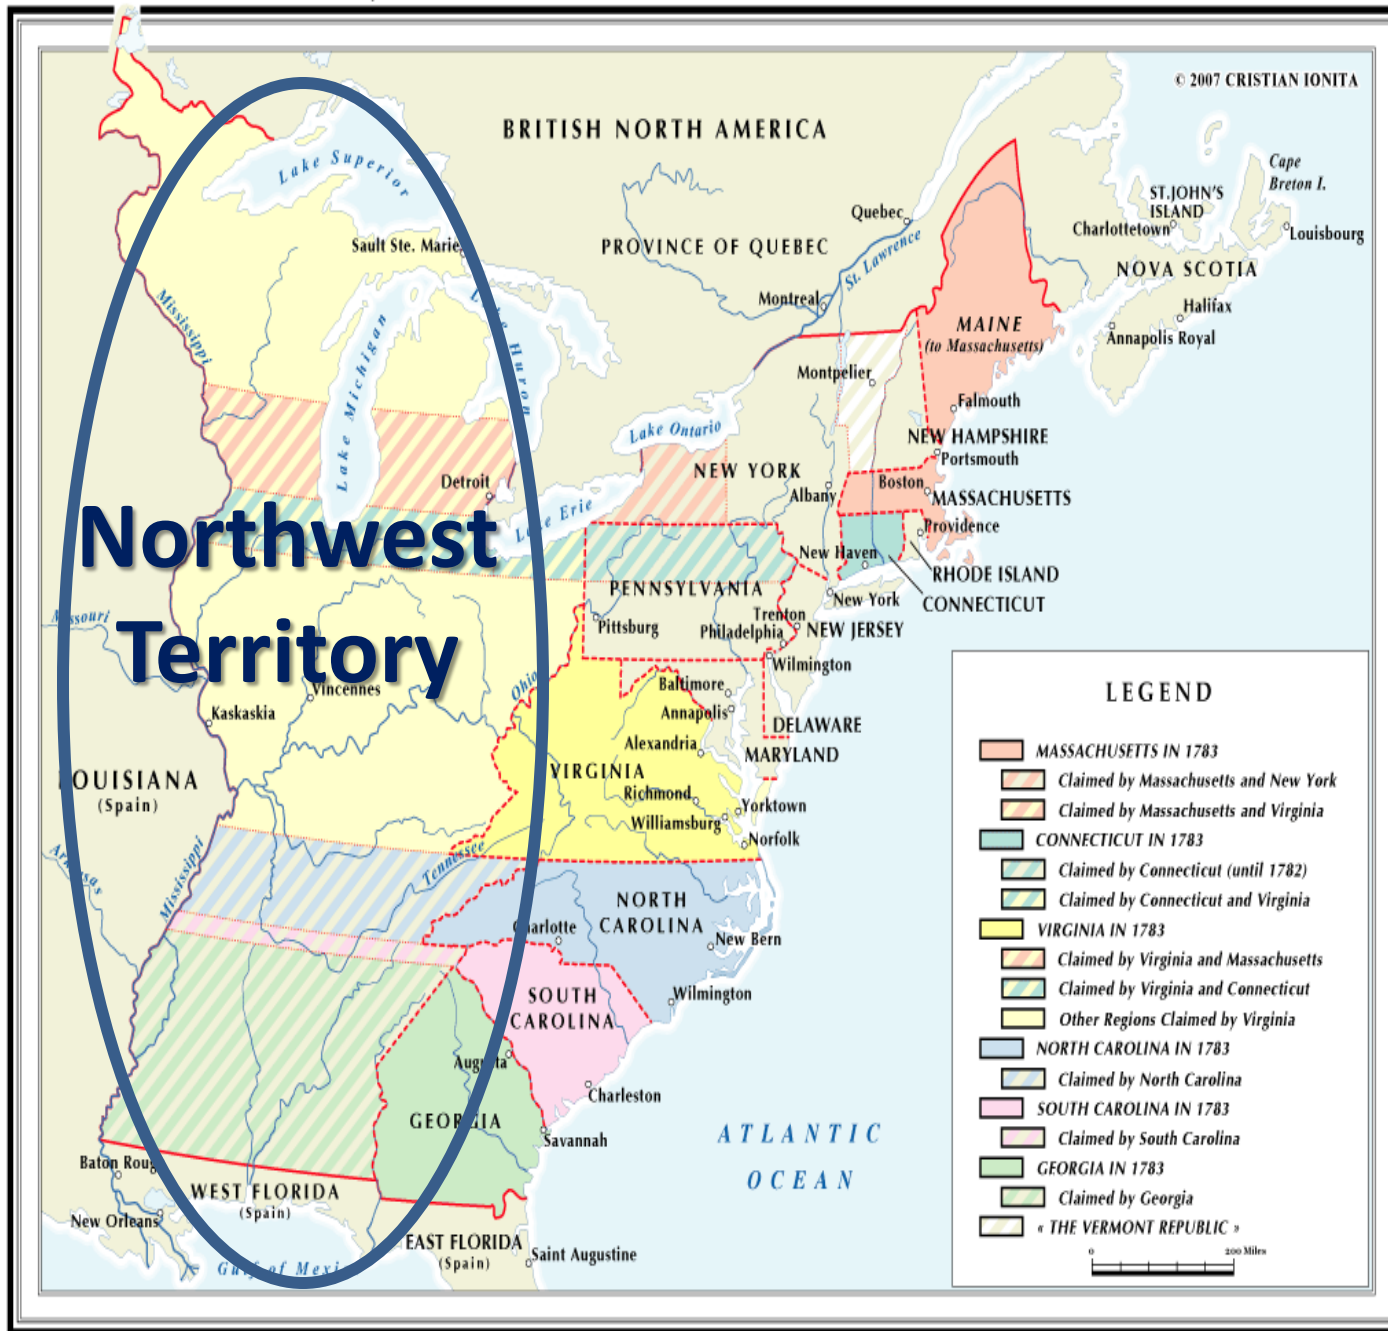 © 2007 CRISTIAN IONITA
BRITISH NORTH AMERICA
Lake Superior
Cape
Breton I.
ST.JOHN'S
ISLAND
Quebec
Charlottetown
Louisbourg
Sault Ste. Marie
PROVINCE OF QUEBEC
St. Lawrence
NOVA SCOTIA
Mississippi
Lake Huron
Montreal
Halifax
Lake Michigan
MAINE
(to Massachusetts)
Annapolis Royal
Montpelier
Falmouth
Lake Ontario
NEW HAMPSHIRE
Portsmouth
NEW YORK
Detroit
Albany
Boston
MASSACHUSETTS
Lake Erie
Providence
Northwest
Territory
New Haven
RHODE ISLAND
CONNECTICUT
PENNSYLVANIA
New York
Missouri
Pittsburg
Trenton
Philadelphia
NEW JERSEY
Wilmington
Ohio
Vincennes
Baltimore
Kaskaskia
Annapolis
DELAWARE
Alexandria
MARYLAND
LOUISIANA
(Spain)
VIRGINIA
Richmond
Yorktown
Williamsburg
Norfolk
Arkansas
Mississippi
Tennessee
NORTH
CAROLINA
Charlotte
New Bern
Wilmington
SOUTH
CAROLINA
Augusta
Charleston
GEORGIA
Savannah
ATLANTIC
OCEAN
Baton Roug
WEST FLORIDA
(Spain)
New Orleans
EAST FLORIDA
(Spain)
Saint Augustine
Gulf of Mexi
LEGEND
MASSACHUSETTS IN 1783
Claimed by Massachusetts and New York
Claimed by Massachusetts and Virginia
CONNECTICUT IN 1783
Claimed by Connecticut (until 1782)
Claimed by Connecticut and Virginia
VIRGINIA IN 1783
Claimed by Virginia and Massachusetts
Claimed by Virginia and Connecticut
Other Regions Claimed by Virginia
NORTH CAROLINA IN 1783
Claimed by North Carolina
SOUTH CAROLINA IN 1783
Claimed by South Carolina
GEORGIA IN 1783
Claimed by Georgia
« THE VERMONT REPUBLIC »
0 200 Miles